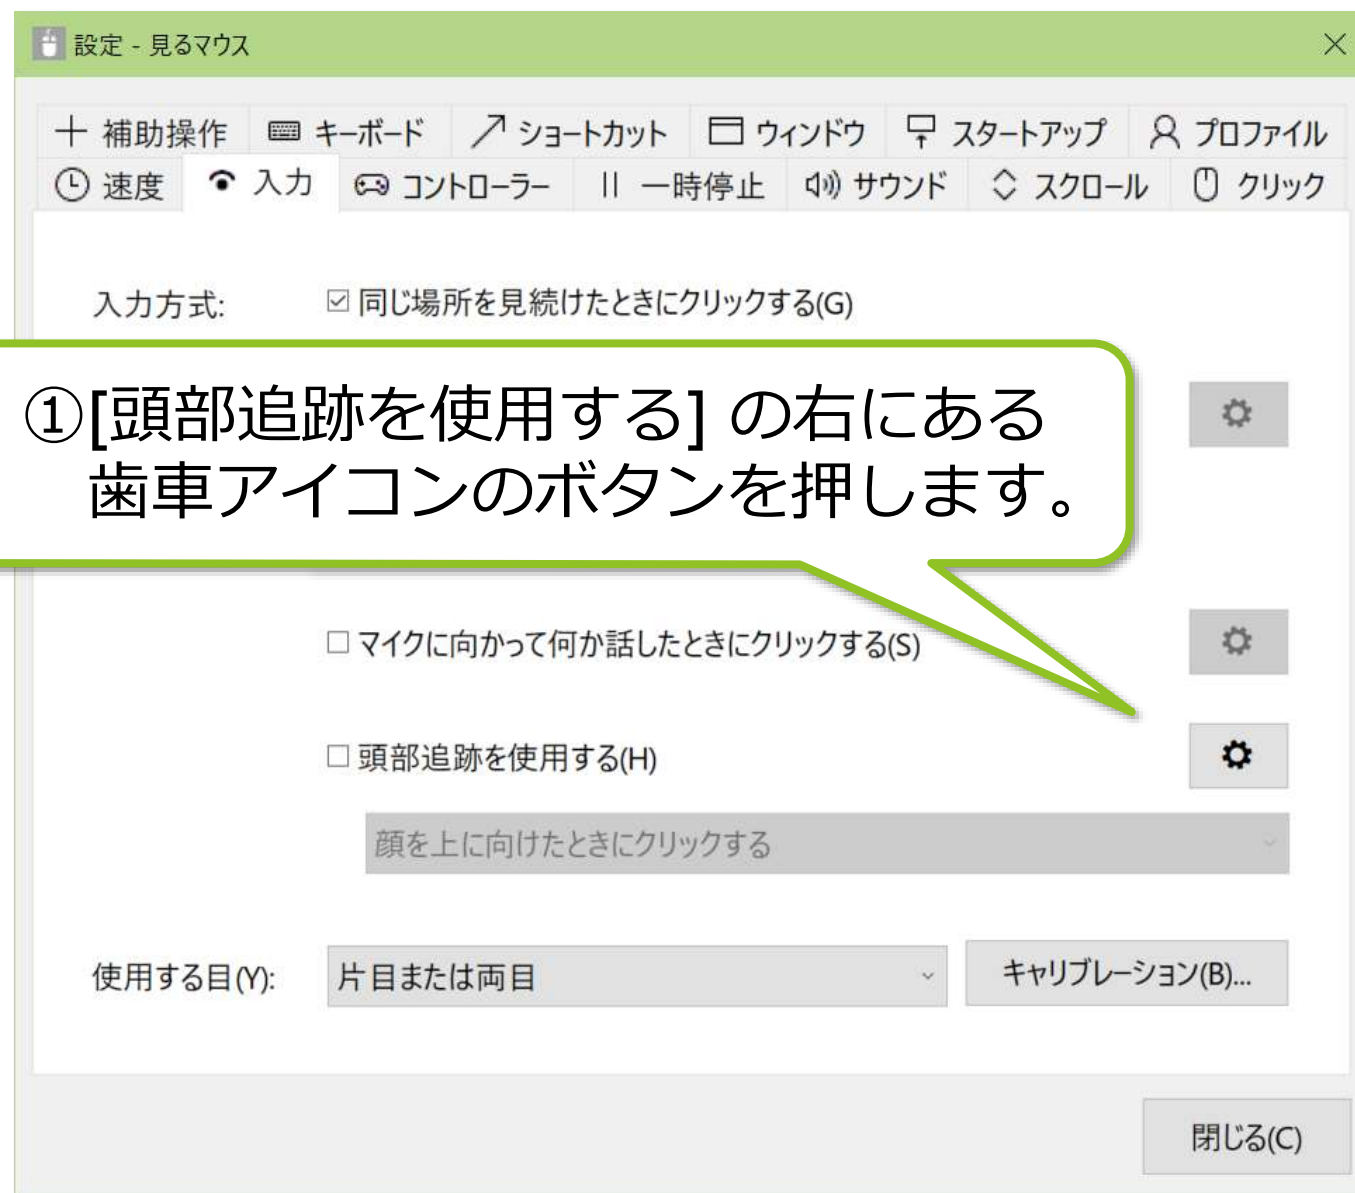 設定 - 見るマウス
補助操作 キーボード ショートカット ウィンドウ スタートアップ プロファイル
速度 入力 コントローラー 一時停止 サウンド スクロール クリック
入力方式: 同じ場所を見続けたときにクリックする(G)
①[頭部追跡を使用する] の右にある
歯車アイコンのボタンを押します。
マイクに向かって何か話したときにクリックする(S)
頭部追跡を使用する(H)
顔を上に向けたときにクリックする
使用する目(Y): 片目または両目 キャリブレーション(B)...
閉じる(C)